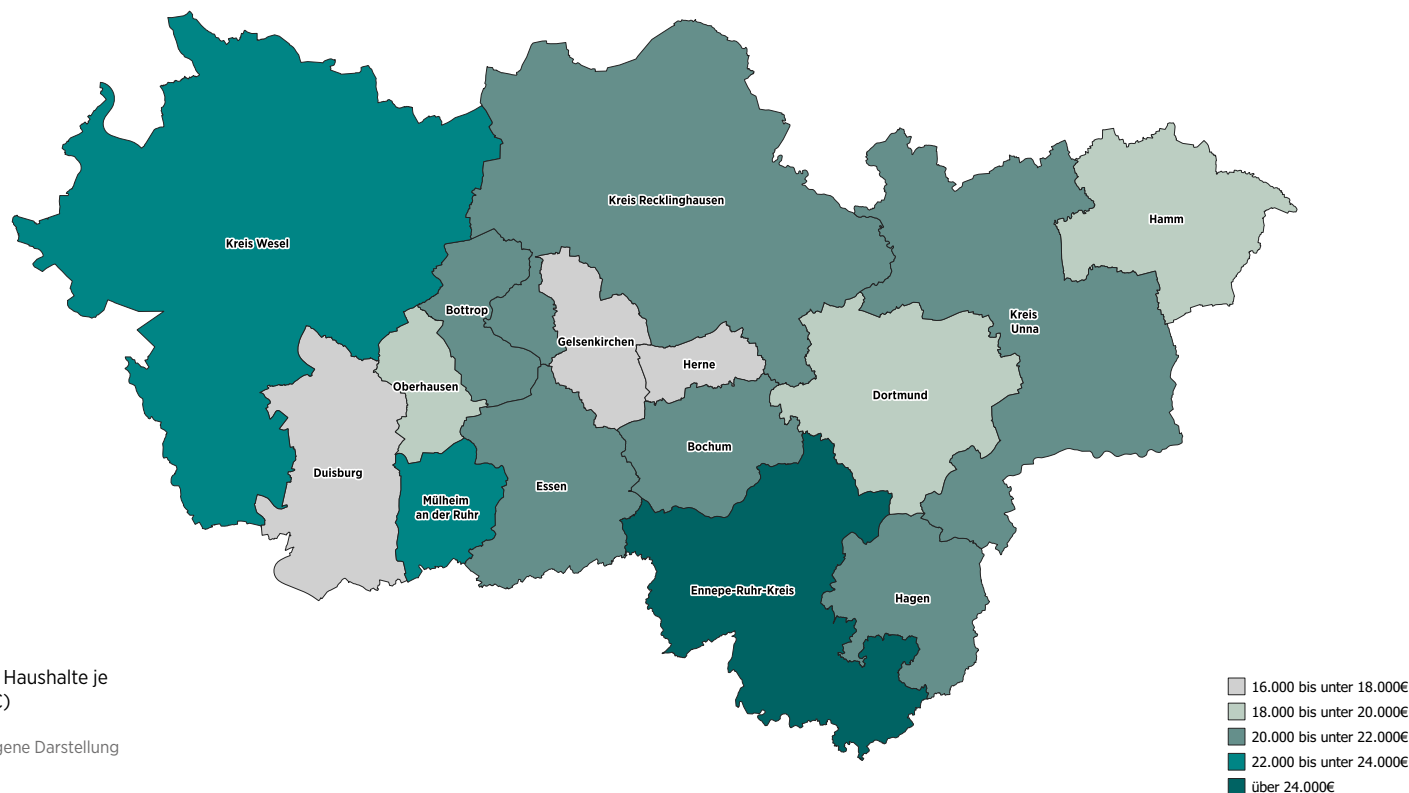 Kreis Recklinghausen
Hamm
Kreis Wesel
Bottrop
Kreis
Unna
Gelsenkirchen
Herne
Oberhausen
Dortmund
Bochum
Duisburg
Essen
Mülheim
an der Ruhr
Ennepe-Ruhr-Kreis
Hagen
Haushalte je
)
gene Darstellung
16.000 bis unter 18.000€
18.000 bis unter 20.000€
20.000 bis unter 22.000€
22.000 bis unter 24.000€
über 24.000€